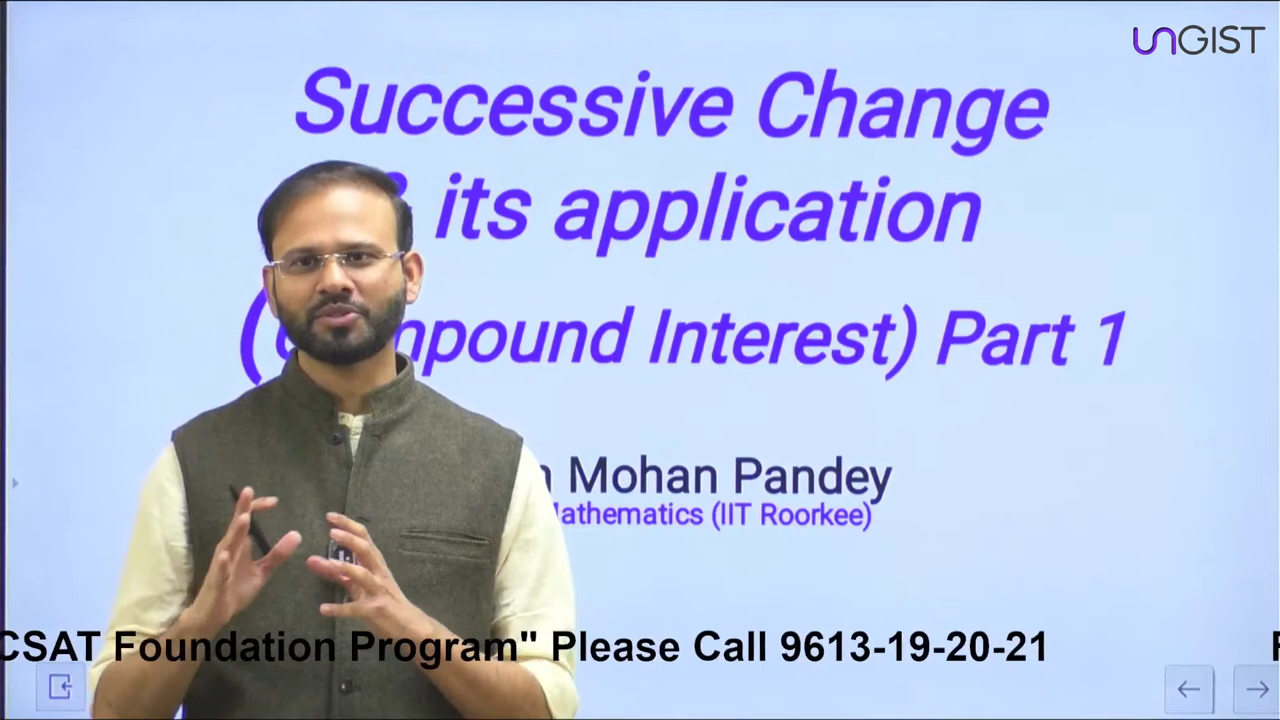 UNGIST
Successive Change
its application
Interest) Part 1
Mohan Pandey
(IIT Roorkee)
CSAT Foundation Program" Please Call 9613-19-20-21